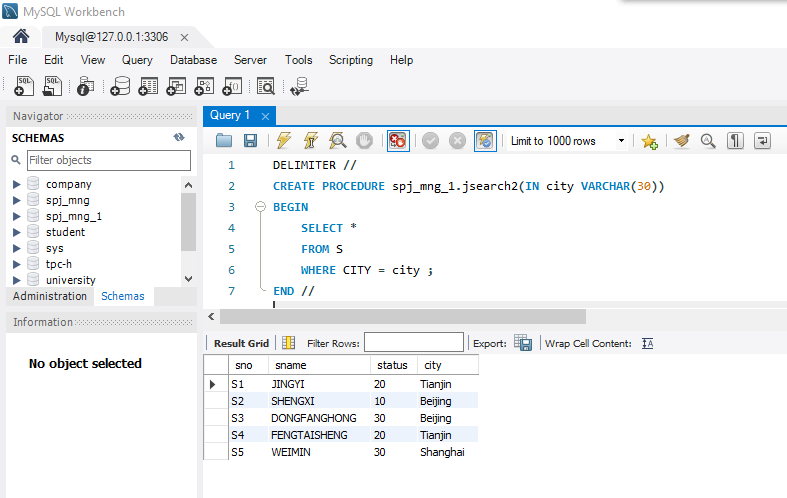 MySQL Workbench
Mysql@127.0.0.1:3306 ×
File Edit View Query Database Server Tools Scripting Help
Navigator
SCHEMAS
Filter objects
company
spj_mng
spj_mng_1
student
sys
tpc-h
university
Administration Schemas
Information
No object selected
Query 1 ×
Limit to 1000 rows
1 DELIMITER //
2 CREATE PROCEDURE spj_mng_1.jsearch2(IN city VARCHAR(30))
3 BEGIN
4 SELECT *
5 FROM S
6 WHERE CITY = city ;
7 END //
Result Grid Filter Rows: Export: Wrap Cell Content: IA
sno sname status city
S1 JINGYI 20 Tianjin
S2 SHENGXI 10 Beijing
S3 DONGFANGHONG 30 Beijing
S4 FENGTAISHENG 20 Tianjin
S5 WEIMIN 30 Shanghai